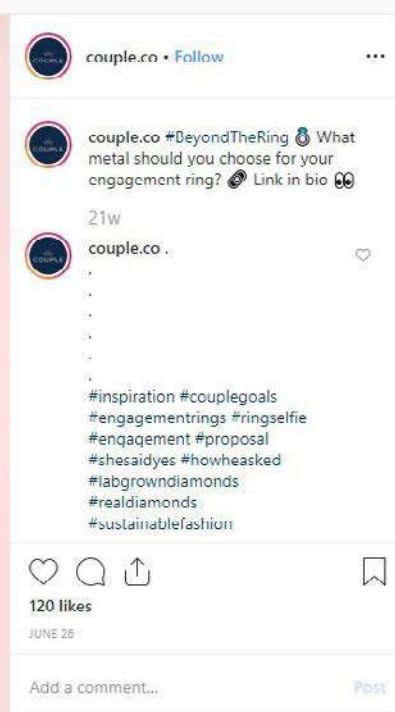 couple.co • Follow
couple.co #BeyondTheRing 💍 What
metal should you choose for your
engagement ring? Link in bio 👀
21w
couple.co .
.
.
.
.
.
.
#inspiration #couplegoals
#engagementrings #ringselfie
#engagement #proposal
#shesaidyes #howheasked
#labgrowndiamonds
#realdiamonds
#sustainablefashion
120 likes
JUNE 26
Add a comment...
Post